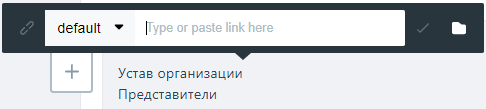 default Type or paste link here
Устав организации
Представители